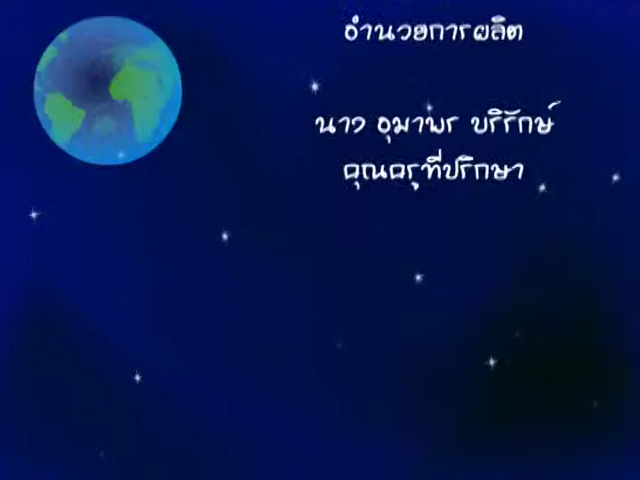 อำนวยการผลิต
นาง อุมาพร บริรักษ์
คุณครูที่ปรึกษา